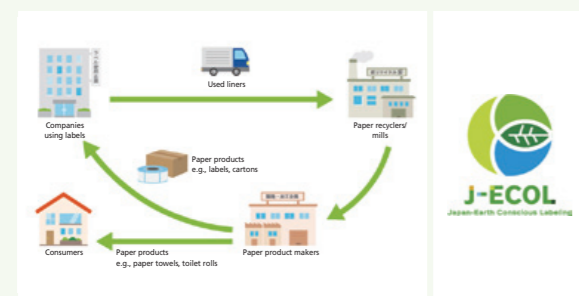 Used liners
Companies
using labels
Paper recyclers/
mills
Paper products
e.g., labels, cartons
Consumers
Paper products
e.g., paper towels, toilet rolls
Paper product makers
J-ECOL
Japan-Earth Conscious Labeling